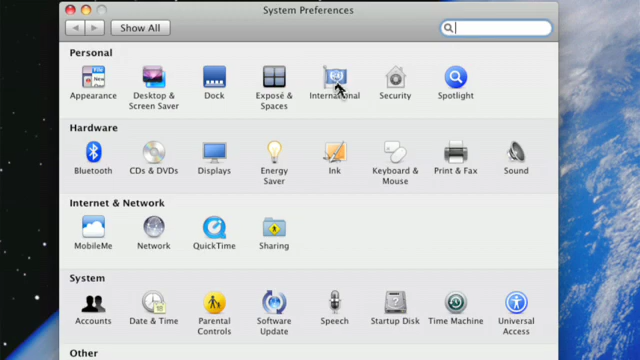 System Preferences
Show All
Personal
Appearance
Desktop &
Screen Saver
Dock
Exposé &
Spaces
International
Security
Spotlight
Hardware
Bluetooth
CDs & DVDs
Displays
Energy
Saver
Ink
Keyboard &
Mouse
Print & Fax
Sound
Internet & Network
MobileMe
Network
QuickTime
Sharing
System
Accounts
Date & Time
Parental
Controls
Software
Update
Speech
Startup Disk
Time Machine
Universal
Access
Other